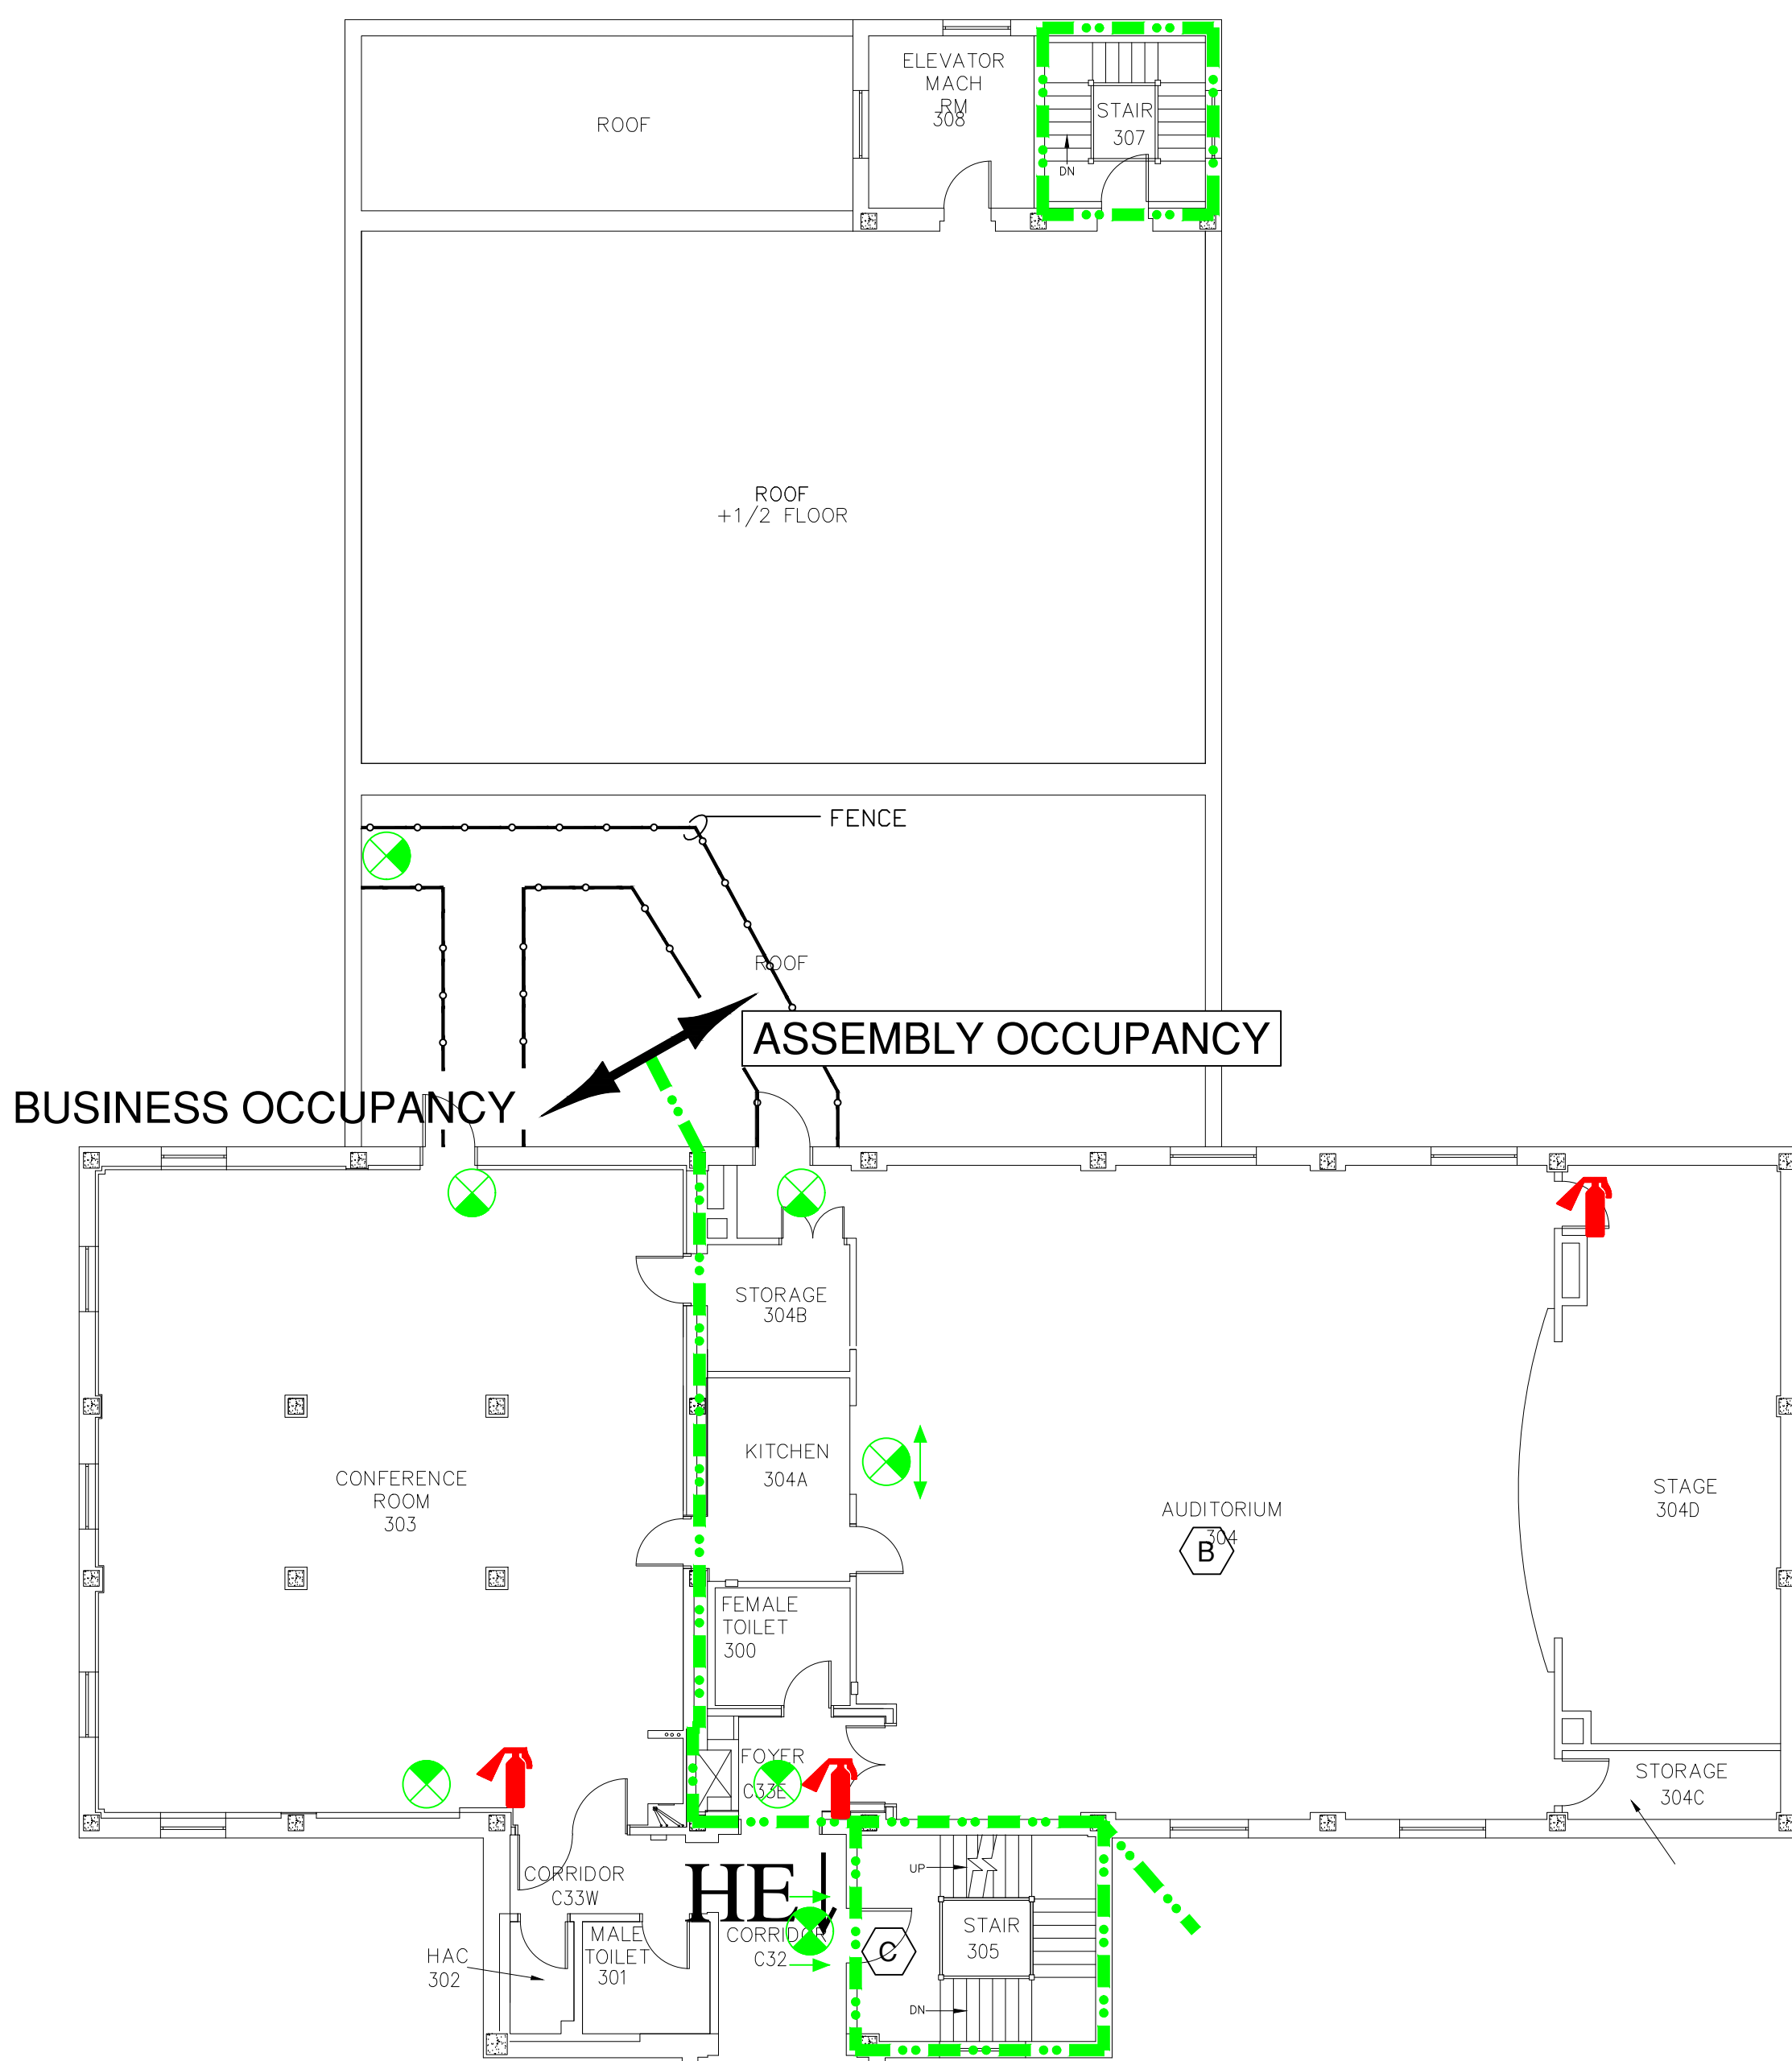 ELEVATOR
MACH
RM
308
STAIR
307
DN
ROOF
ROOF
+1/2 FLOOR
FENCE
ROOF
ASSEMBLY OCCUPANCY
BUSINESS OCCUPANCY
STORAGE
304B
KITCHEN
304A
CONFERENCE
ROOM
303
AUDITORIUM
304
B
STAGE
304D
FEMALE
TOILET
300
FOYER
C33E
STORAGE
304C
CORRIDOR
C33W
HE
UP
MALE
TOILET
301
CORRIDOR
C32
C
STAIR
305
HAC
302
DN